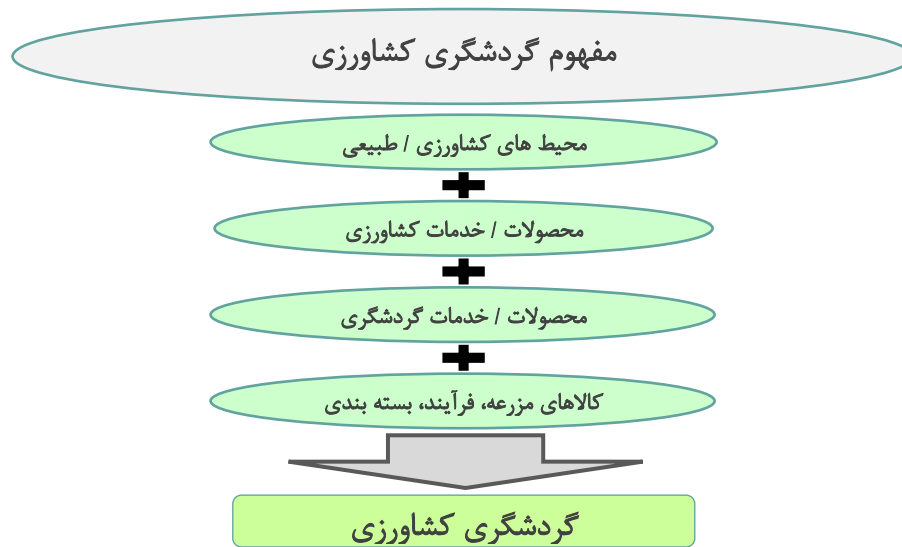 مفهوم گردشگری کشاورزی
محیط های کشاورزی / طبیعی
محصولات / خدمات کشاورزی
محصولات / خدمات گردشگری
کالاهای مزرعه، فرآیند، بسته بندی
گردشگری کشاورزی